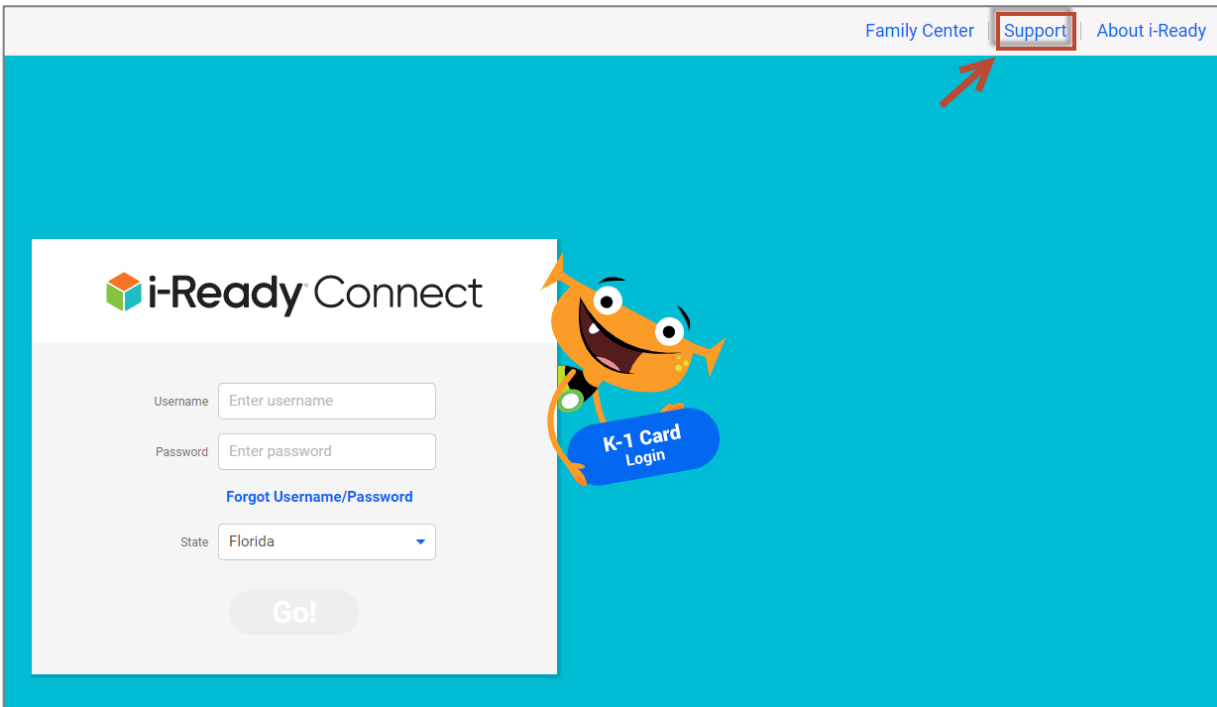 Family Center | Support | About i-Ready
i-Ready Connect
Username Enter username
Password Enter password
Forgot Username/Password
State Florida
Go!
K-1 Card
Login